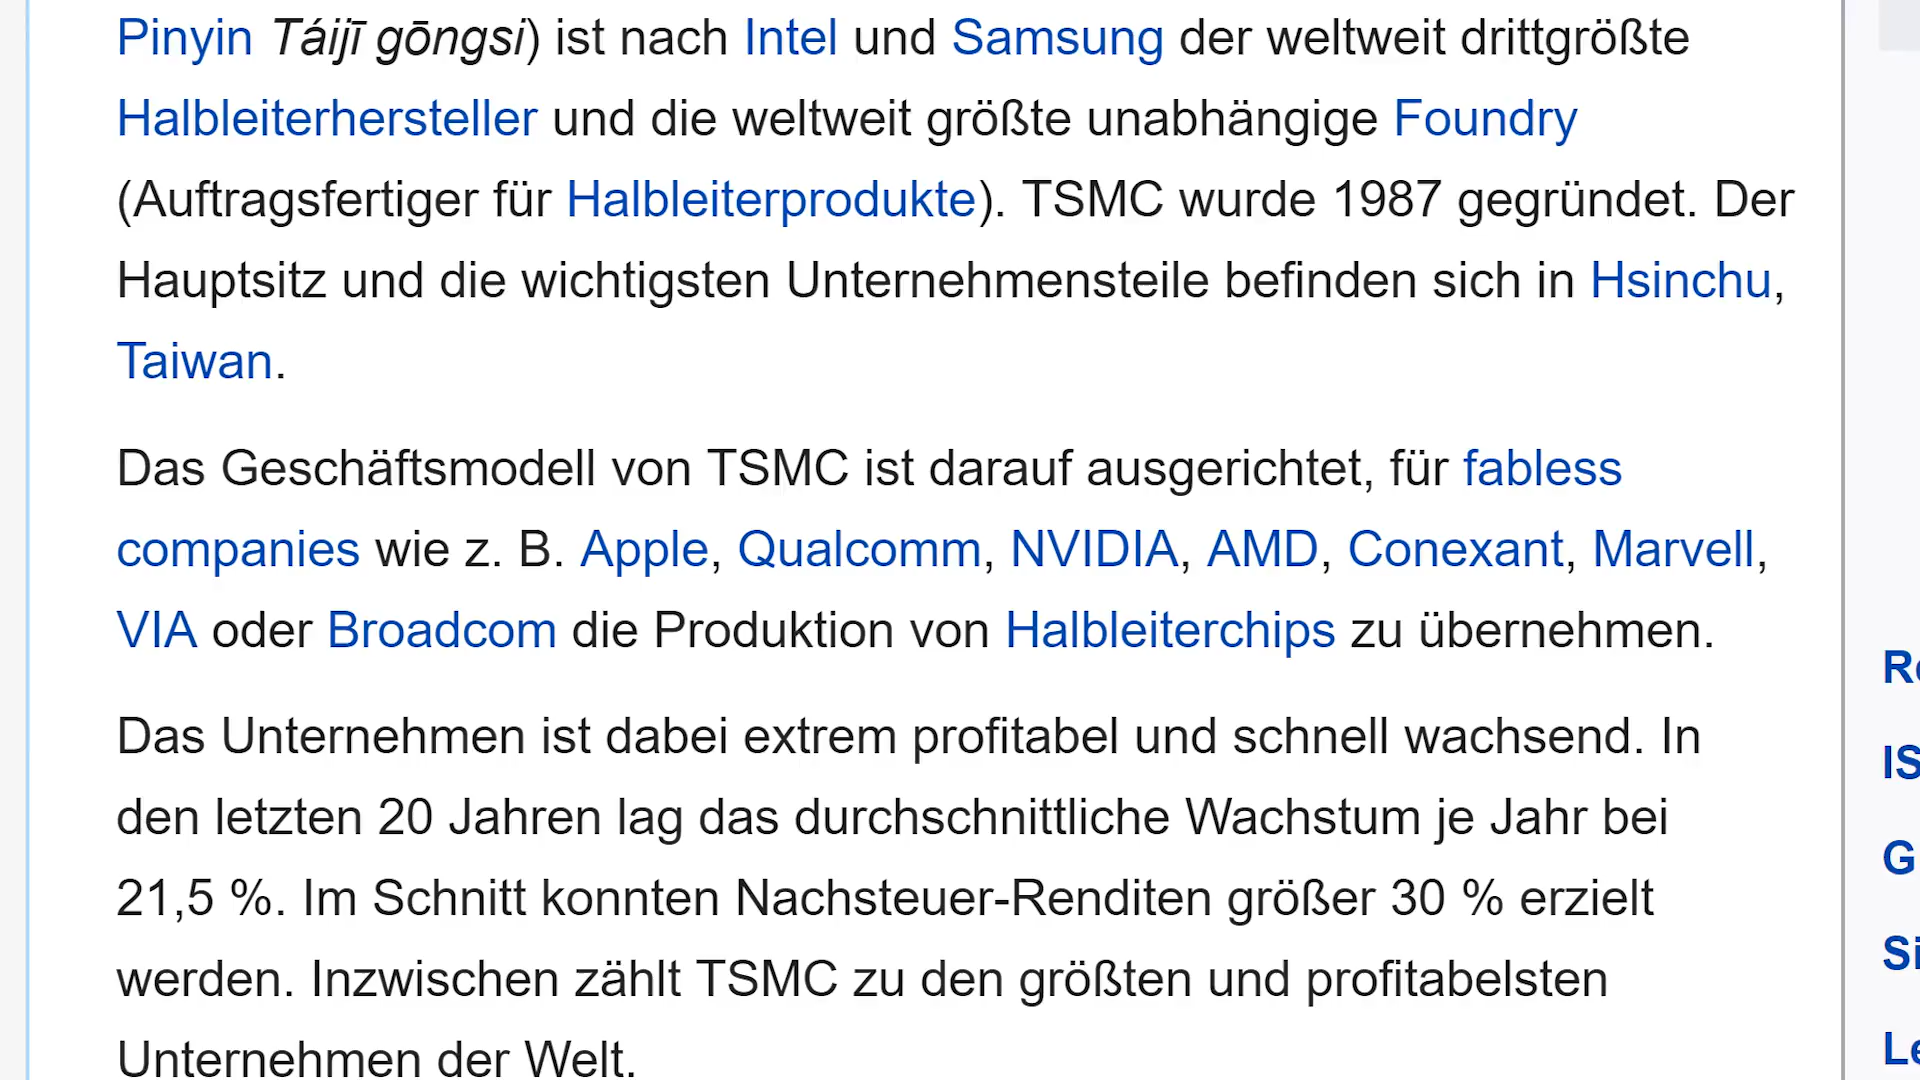 Pinyin Táijī gōngsi) ist nach Intel und Samsung der weltweit drittgrößte
Halbleiterhersteller und die weltweit größte unabhängige Foundry
(Auftragsfertiger für Halbleiterprodukte). TSMC wurde 1987 gegründet. Der
Hauptsitz und die wichtigsten Unternehmensteile befinden sich in Hsinchu,
Taiwan.
Das Geschäftsmodell von TSMC ist darauf ausgerichtet, für fabless
companies wie z. B. Apple, Qualcomm, NVIDIA, AMD, Conexant, Marvell,
VIA oder Broadcom die Produktion von Halbleiterchips zu übernehmen.
Das Unternehmen ist dabei extrem profitabel und schnell wachsend. In
den letzten 20 Jahren lag das durchschnittliche Wachstum je Jahr bei
21,5 %. Im Schnitt konnten Nachsteuer-Renditen größer 30 % erzielt
werden. Inzwischen zählt TSMC zu den größten und profitabelsten
Unternehmen der Welt.